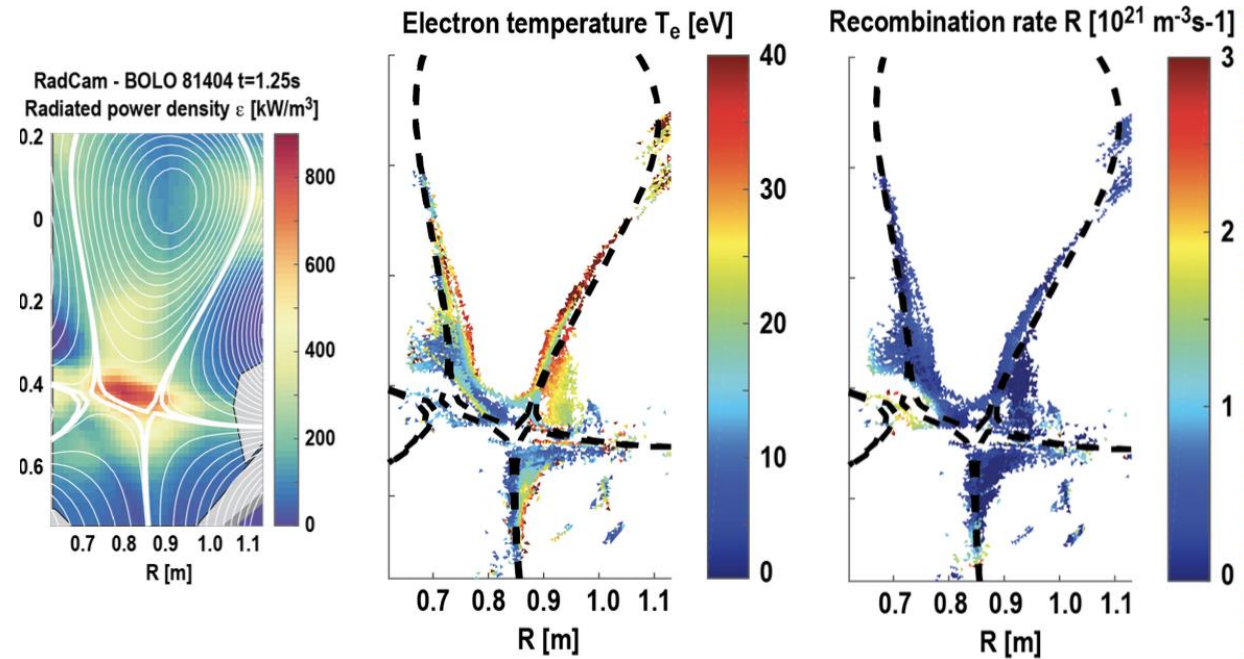 RadCam - BOLO 81404 t=1.25s
Radiated power density ε [kW/m³]
0.2
0
0.2
0.4
0.6
0.7 0.8 0.9 1.0 1.1
R [m]
800
600
400
200
0
Electron temperature Tₑ [eV]
40
30
20
10
0
0.7 0.8 0.9 1.0 1.1
R [m]
Recombination rate R [10²¹ m⁻³s-1]
3
2
1
0
0.7 0.8 0.9 1.0 1.1
R [m]